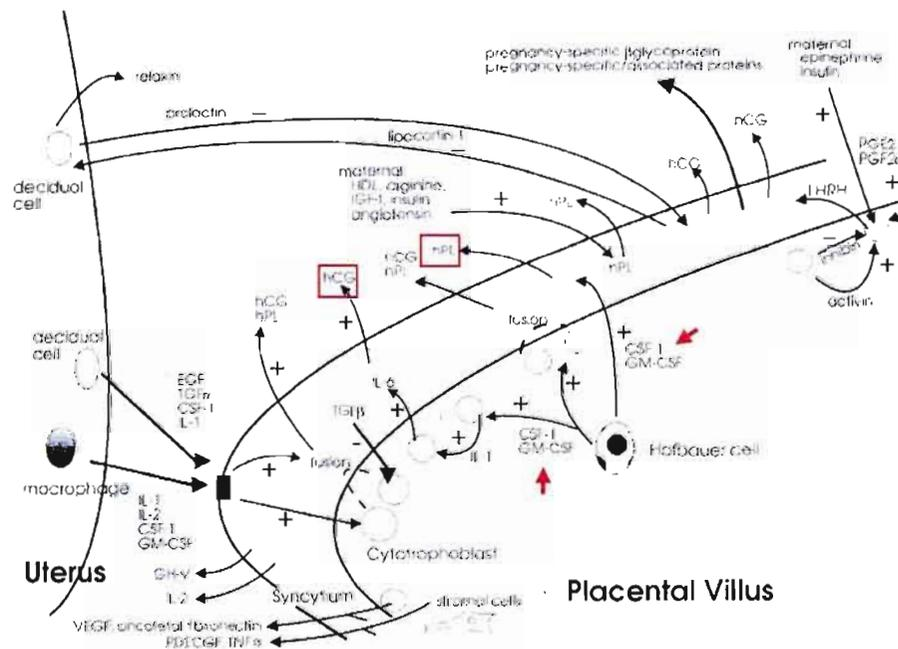 pregnancy-specific βglycoprotein
pregnancy-specific/associated proteins
maternal
epinephrine
insulin
relaxin
prolactin
−
lipocortin-1
−
hCG
hCG
+
PGE2
decidual
cell
maternal
HDL, arginine,
IGF-1, insulin
angiotensin
+
hPL
LHRH
+
hPL
hCG
hPL
hCG
hPL
−
inhibin
+
activin
hCG
hPL
+
fusion
+
CSF-1
GM-CSF
decidual
cell
+
IL-6
+
EGF
TGFα
CSF-1
IL-1
TGFβ
+
+
+
IL-1
CSF-1
GM-CSF
Hofbauer cell
−
fusion
+
macrophage
IL-1
IL-2
CSF-1
GM-CSF
+
Cytotrophoblast
Uterus
GH-V
IL-2
Syncytium
stromal cells
Placental Villus
VEGF, oncofetal fibronectin
PDECGF, TNFα